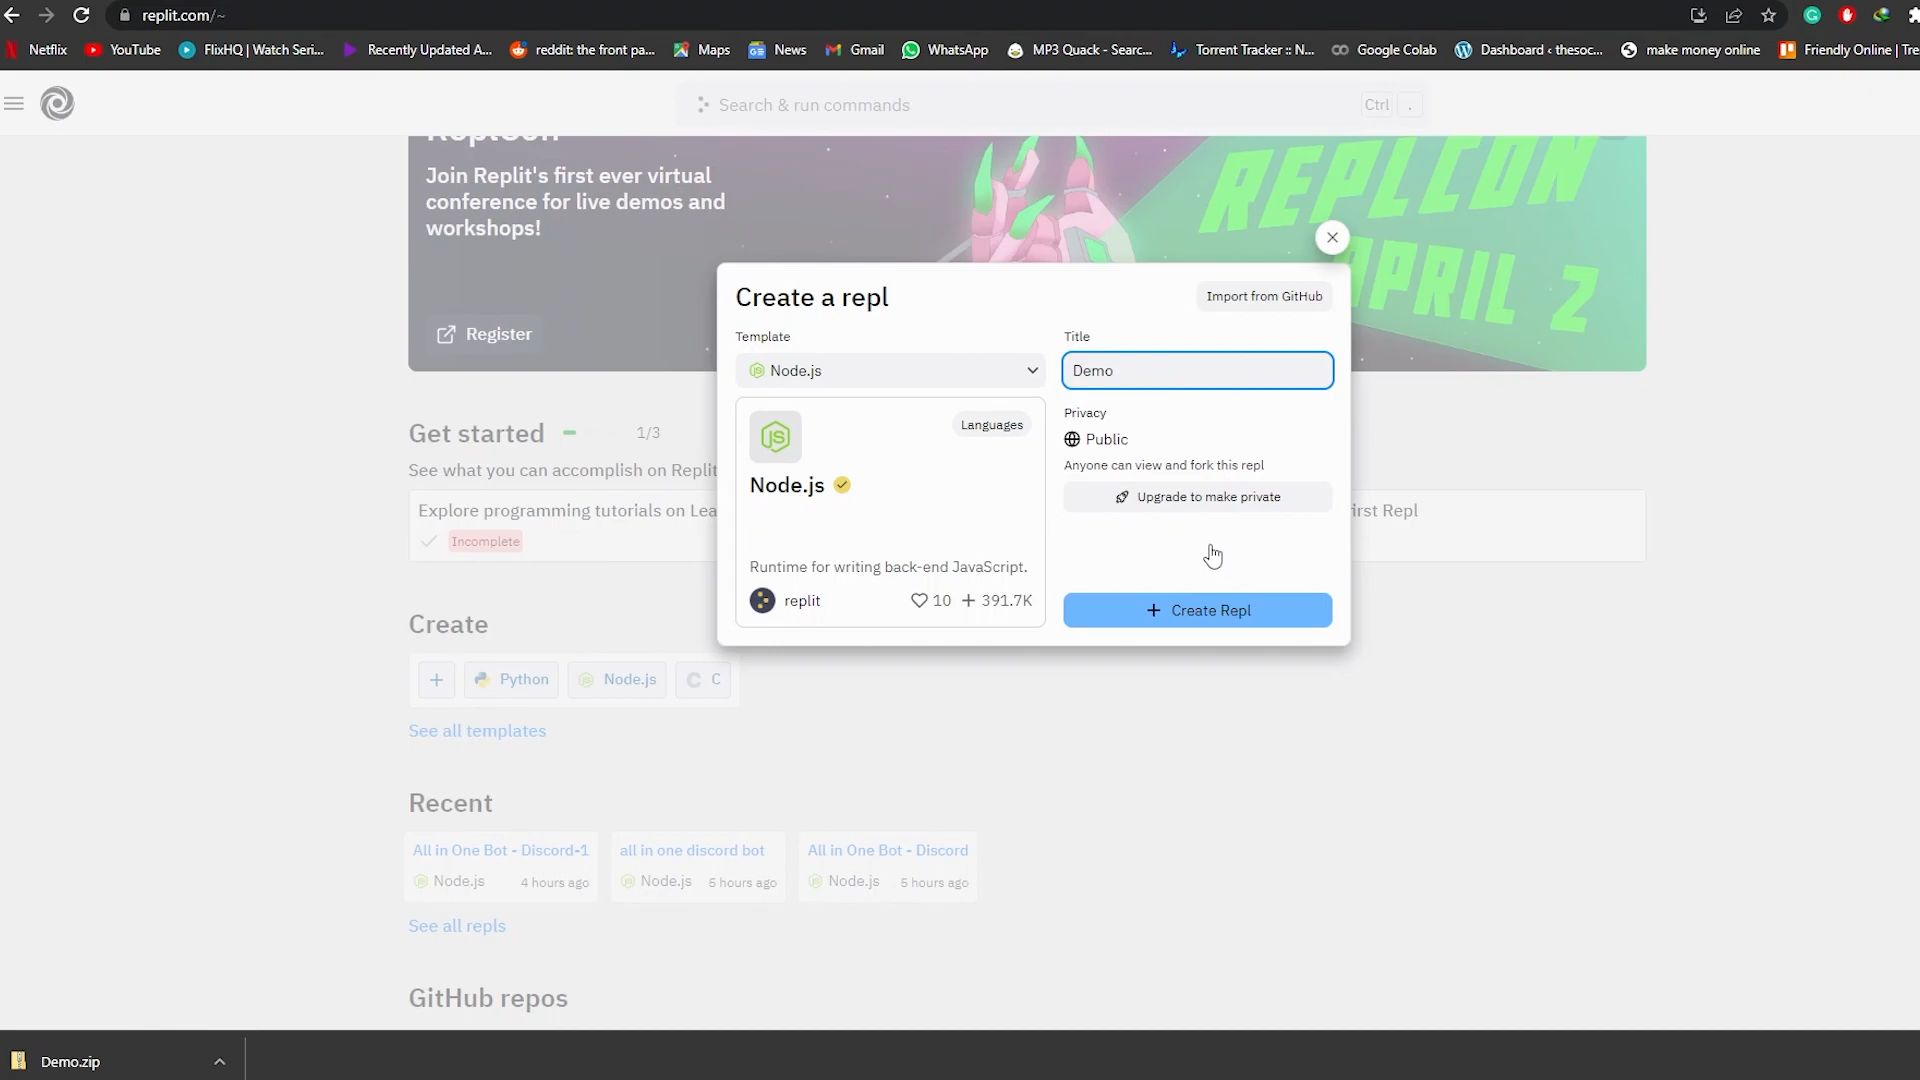 replit.com/~
Netflix
YouTube
FlixHQ | Watch Seri...
Recently Updated A...
reddit: the front pa...
Maps
News
Gmail
WhatsApp
MP3 Quack - Searc...
Torrent Tracker :: N...
Google Colab
Dashboard ‹ thesoc...
make money online
Friendly Online | Tre
Search & run commands
Ctrl .
ReplCon
Join Replit's first ever virtual
conference for live demos and
workshops!
Register
REPLCON
APRIL 2
Create a repl
Import from GitHub
Template
Node.js
Title
Demo
Languages
Node.js
Runtime for writing back-end JavaScript.
replit
10
391.7K
Privacy
Public
Anyone can view and fork this repl
Upgrade to make private
+ Create Repl
Get started
1/3
See what you can accomplish on Replit
Explore programming tutorials on Lea
irst Repl
Incomplete
Create
+
Python
Node.js
C
See all templates
Recent
All in One Bot - Discord-1
Node.js
4 hours ago
all in one discord bot
Node.js
5 hours ago
All in One Bot - Discord
Node.js
5 hours ago
See all repls
GitHub repos
Demo.zip